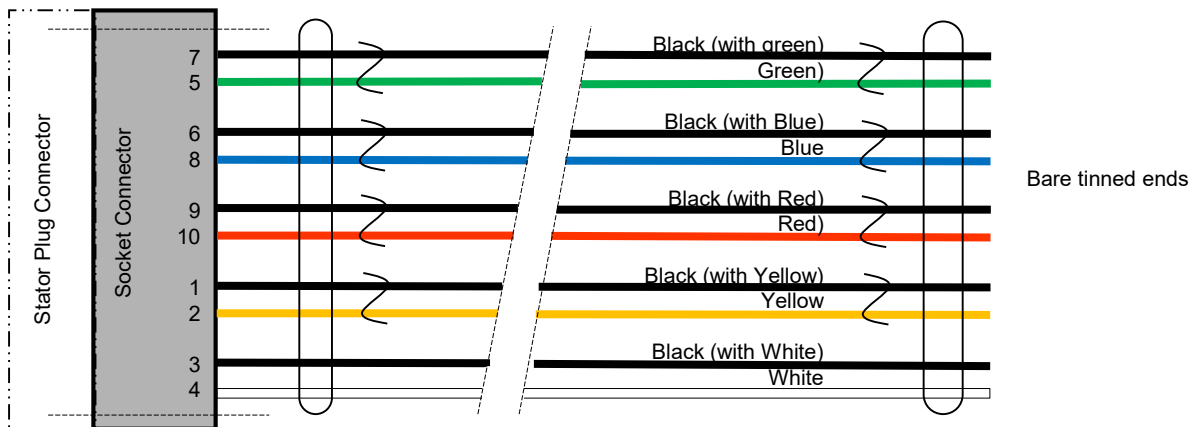 Stator Plug Connector
Socket Connector
7
5
6
8
9
10
1
2
3
4
Black (with green)
Green)
Black (with Blue)
Blue
Black (with Red)
Red)
Black (with Yellow)
Yellow
Black (with White)
White
Bare tinned ends